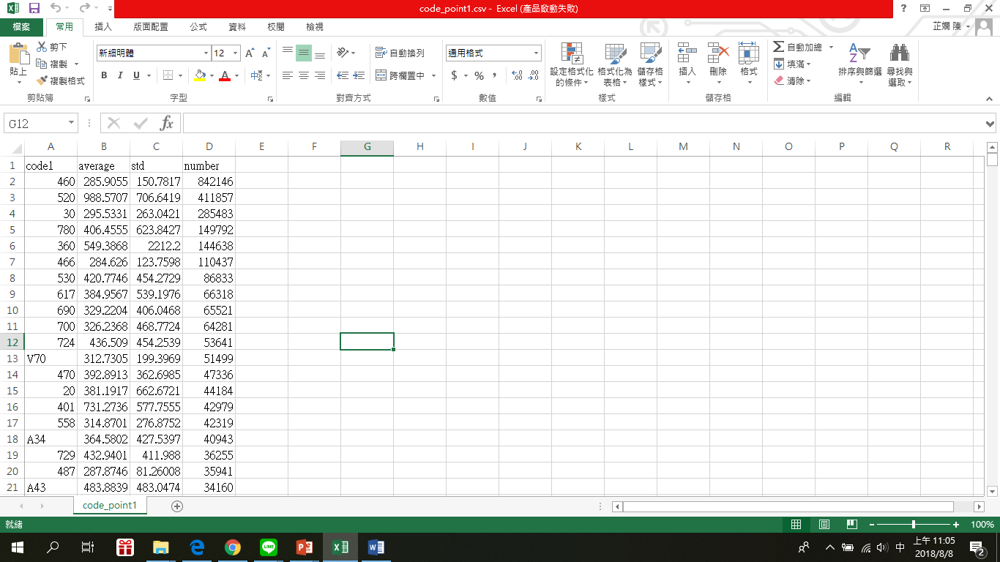 code_point1.csv - Excel (產品啟動失敗)
?
檔案 常用 插入 版面配置 公式 資料 校閱 檢視
芷嫻 陳
貼上
剪下
複製
複製格式
剪貼簿
新細明體 12
B I U
字型
自動換列
跨欄置中
對齊方式
通用格式
$ % ,
數值
設定格式化的條件
格式化為表格
儲存格樣式
樣式
插入 刪除 格式
儲存格
自動加總
填滿
清除
排序與篩選
尋找與選取
編輯
G12 fx
A B C D E F G H I J K L M N O P Q R
1 code1 average std number
2 460 285.9055 150.7817 842146
3 520 988.5707 706.6419 411857
4 30 295.5331 263.0421 285483
5 780 406.4555 623.8427 149792
6 360 549.3868 2212.2 144638
7 466 284.626 123.7598 110437
8 530 420.7746 454.2729 86833
9 617 384.9567 539.1976 66318
10 690 329.2204 406.0468 65521
11 700 326.2368 468.7724 64281
12 724 436.509 454.2539 53641
13 V70 312.7305 199.3969 51499
14 470 392.8913 362.6985 47336
15 20 381.1917 662.6721 44184
16 401 731.2736 577.7555 42979
17 558 314.8701 276.8752 42319
18 A34 364.5802 427.5397 40943
19 729 432.9401 411.988 36255
20 487 287.8746 81.26008 35941
21 A43 483.8839 483.0474 34160
code_point1
就緒
100%
中 上午 11:05
2018/8/8
2